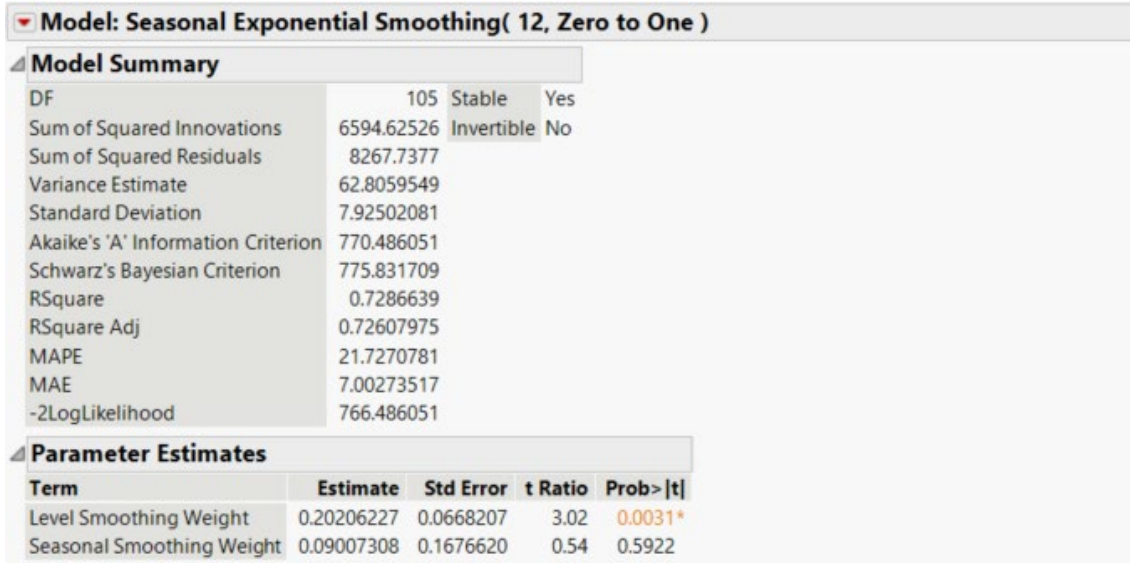 Model: Seasonal Exponential Smoothing( 12, Zero to One )
Model Summary
DF 105 Stable Yes
Sum of Squared Innovations 6594.62526 Invertible No
Sum of Squared Residuals 8267.7377
Variance Estimate 62.8059549
Standard Deviation 7.92502081
Akaike's 'A' Information Criterion 770.486051
Schwarz's Bayesian Criterion 775.831709
RSquare 0.7286639
RSquare Adj 0.72607975
MAPE 21.7270781
MAE 7.00273517
-2LogLikelihood 766.486051
Parameter Estimates
Term Estimate Std Error t Ratio Prob>|t|
Level Smoothing Weight 0.20206227 0.0668207 3.02 0.0031*
Seasonal Smoothing Weight 0.09007308 0.1676620 0.54 0.5922